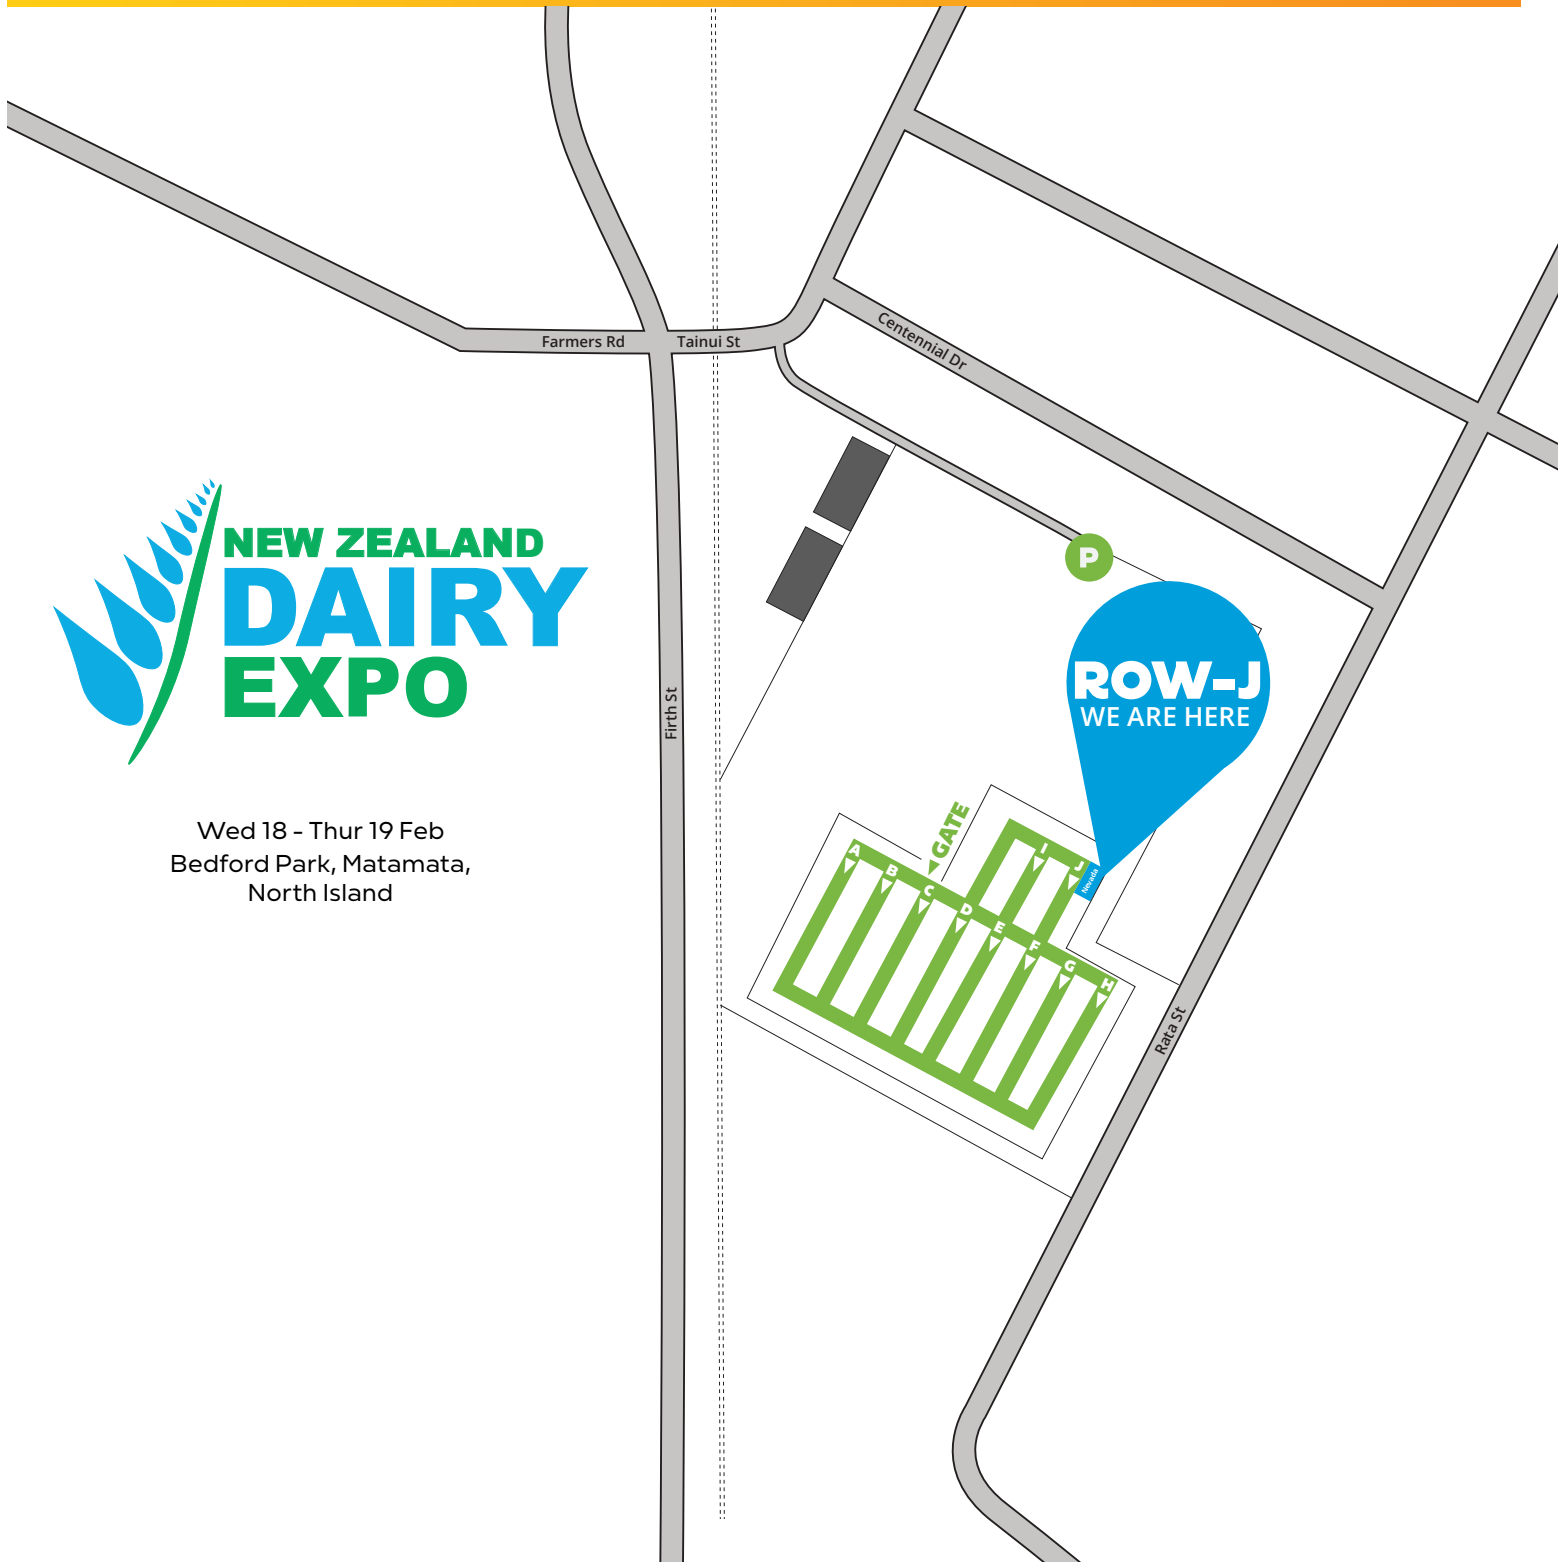 Farmers Rd
Tainui St
Centennial Dr
NEW ZEALAND
DAIRY
EXPO
P
ROW-J
WE ARE HERE
Firth St
Wed 18 - Thur 19 Feb
Bedford Park, Matamata,
North Island
GATE
A
B
C
D
E
F
G
H
I
J
Nevada
Rata St